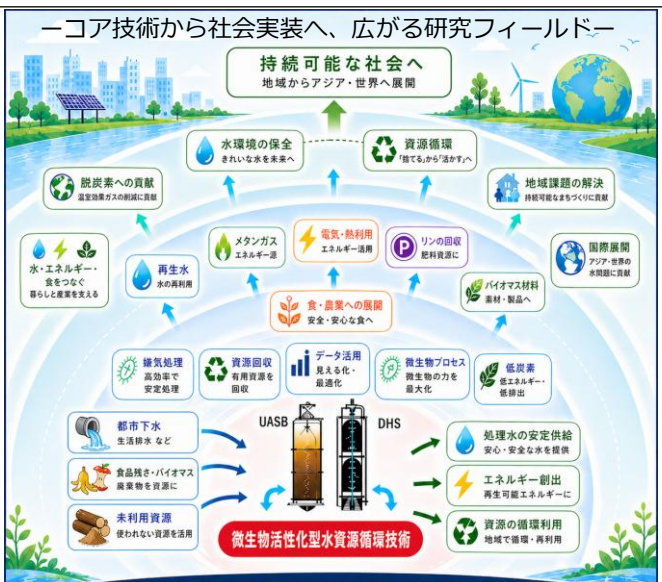 ーコア技術から社会実装へ、広がる研究フィールドー
持続可能な社会へ
地域からアジア・世界へ展開
水環境の保全
きれいな水を未来へ
資源循環
「捨てる」から「活かす」へ
脱炭素への貢献
温室効果ガスの削減に貢献
地域課題の解決
持続可能なまちづくりに貢献
水・エネルギー・
食をつなぐ
暮らしと産業を支える
再生水
水の再利用
メタンガス
エネルギー源
電気・熱利用
エネルギー活用
P
リンの回収
肥料資源に
国際展開
アジア・世界の
水問題に貢献
バイオマス材料
素材・製品へ
食・農業への展開
安全・安心な食へ
嫌気処理
高効率で
安定処理
資源回収
有用資源を
回収
データ活用
見える化・
最適化
微生物プロセス
微生物の力を
最大化
低炭素
低エネルギー・
低排出
都市下水
生活排水 など
食品残さ・バイオマス
廃棄物を資源に
未利用資源
使われない資源を活用
UASB
DHS
処理水の安定供給
安心・安全な水を提供
エネルギー創出
再生可能エネルギーに
資源の循環利用
地域で循環・再利用
微生物活性化型水資源循環技術